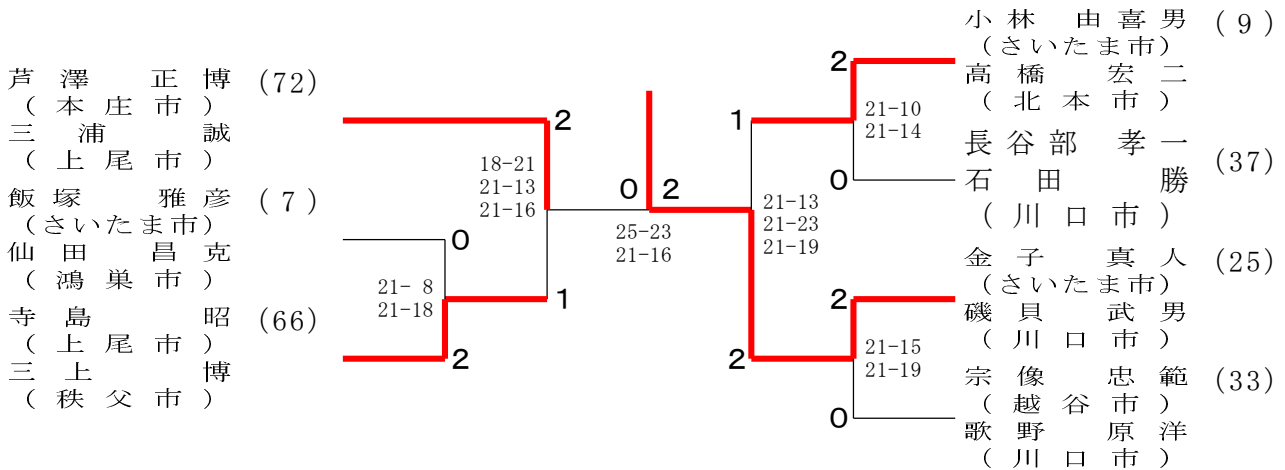 芦澤 正博 (72)
(本庄市)
三浦 誠
(上尾市)
飯塚 雅彦 (7)
(さいたま市)
仙田 昌克
(鴻巣市)
寺島 昭 (66)
(上尾市)
三上 博
(秩父市)
2
18-21
21-13
21-16
0
21- 8
21-18
1
2
0 2
25-23
21-16
1
2
21-10
21-14
0
21-13
21-23
21-19
2
2
21-15
21-19
0
小林 由喜男 (9)
(さいたま市)
高橋 宏二
(北本市)
長谷部 孝一 (37)
石田 勝
(川口市)
金子 真人 (25)
(さいたま市)
磯貝 武男
(川口市)
宗像 忠範 (33)
(越谷市)
歌野 原洋
(川口市)